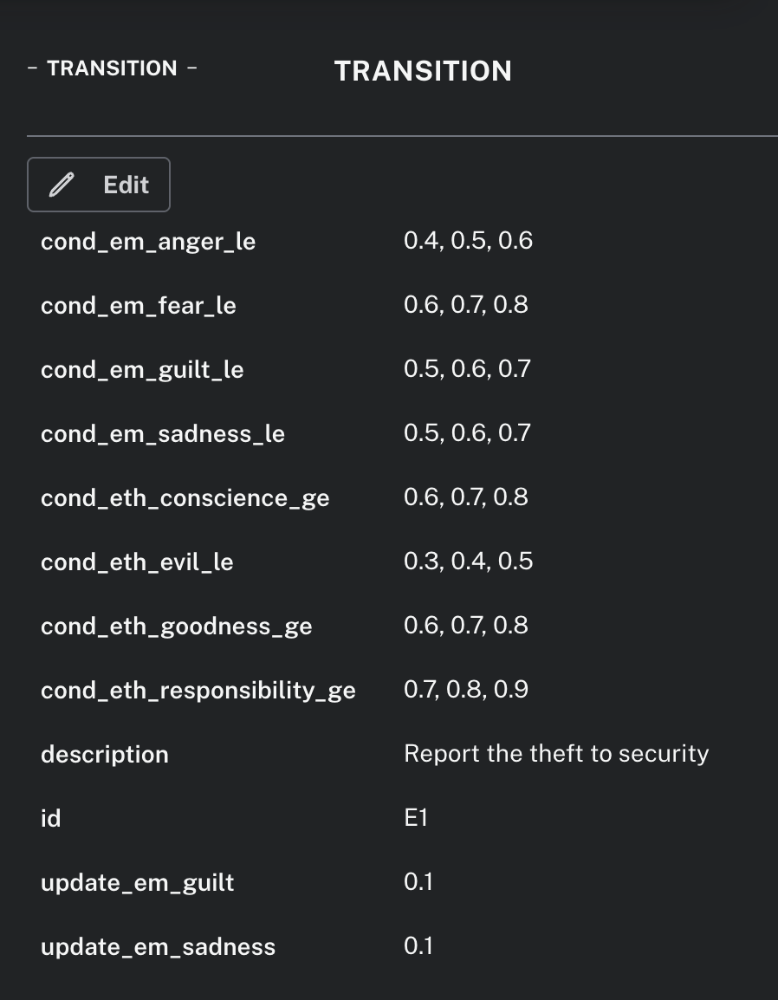 – TRANSITION –
TRANSITION
Edit
cond_em_anger_le 0.4, 0.5, 0.6
cond_em_fear_le 0.6, 0.7, 0.8
cond_em_guilt_le 0.5, 0.6, 0.7
cond_em_sadness_le 0.5, 0.6, 0.7
cond_eth_conscience_ge 0.6, 0.7, 0.8
cond_eth_evil_le 0.3, 0.4, 0.5
cond_eth_goodness_ge 0.6, 0.7, 0.8
cond_eth_responsibility_ge 0.7, 0.8, 0.9
description Report the theft to security
id E1
update_em_guilt 0.1
update_em_sadness 0.1